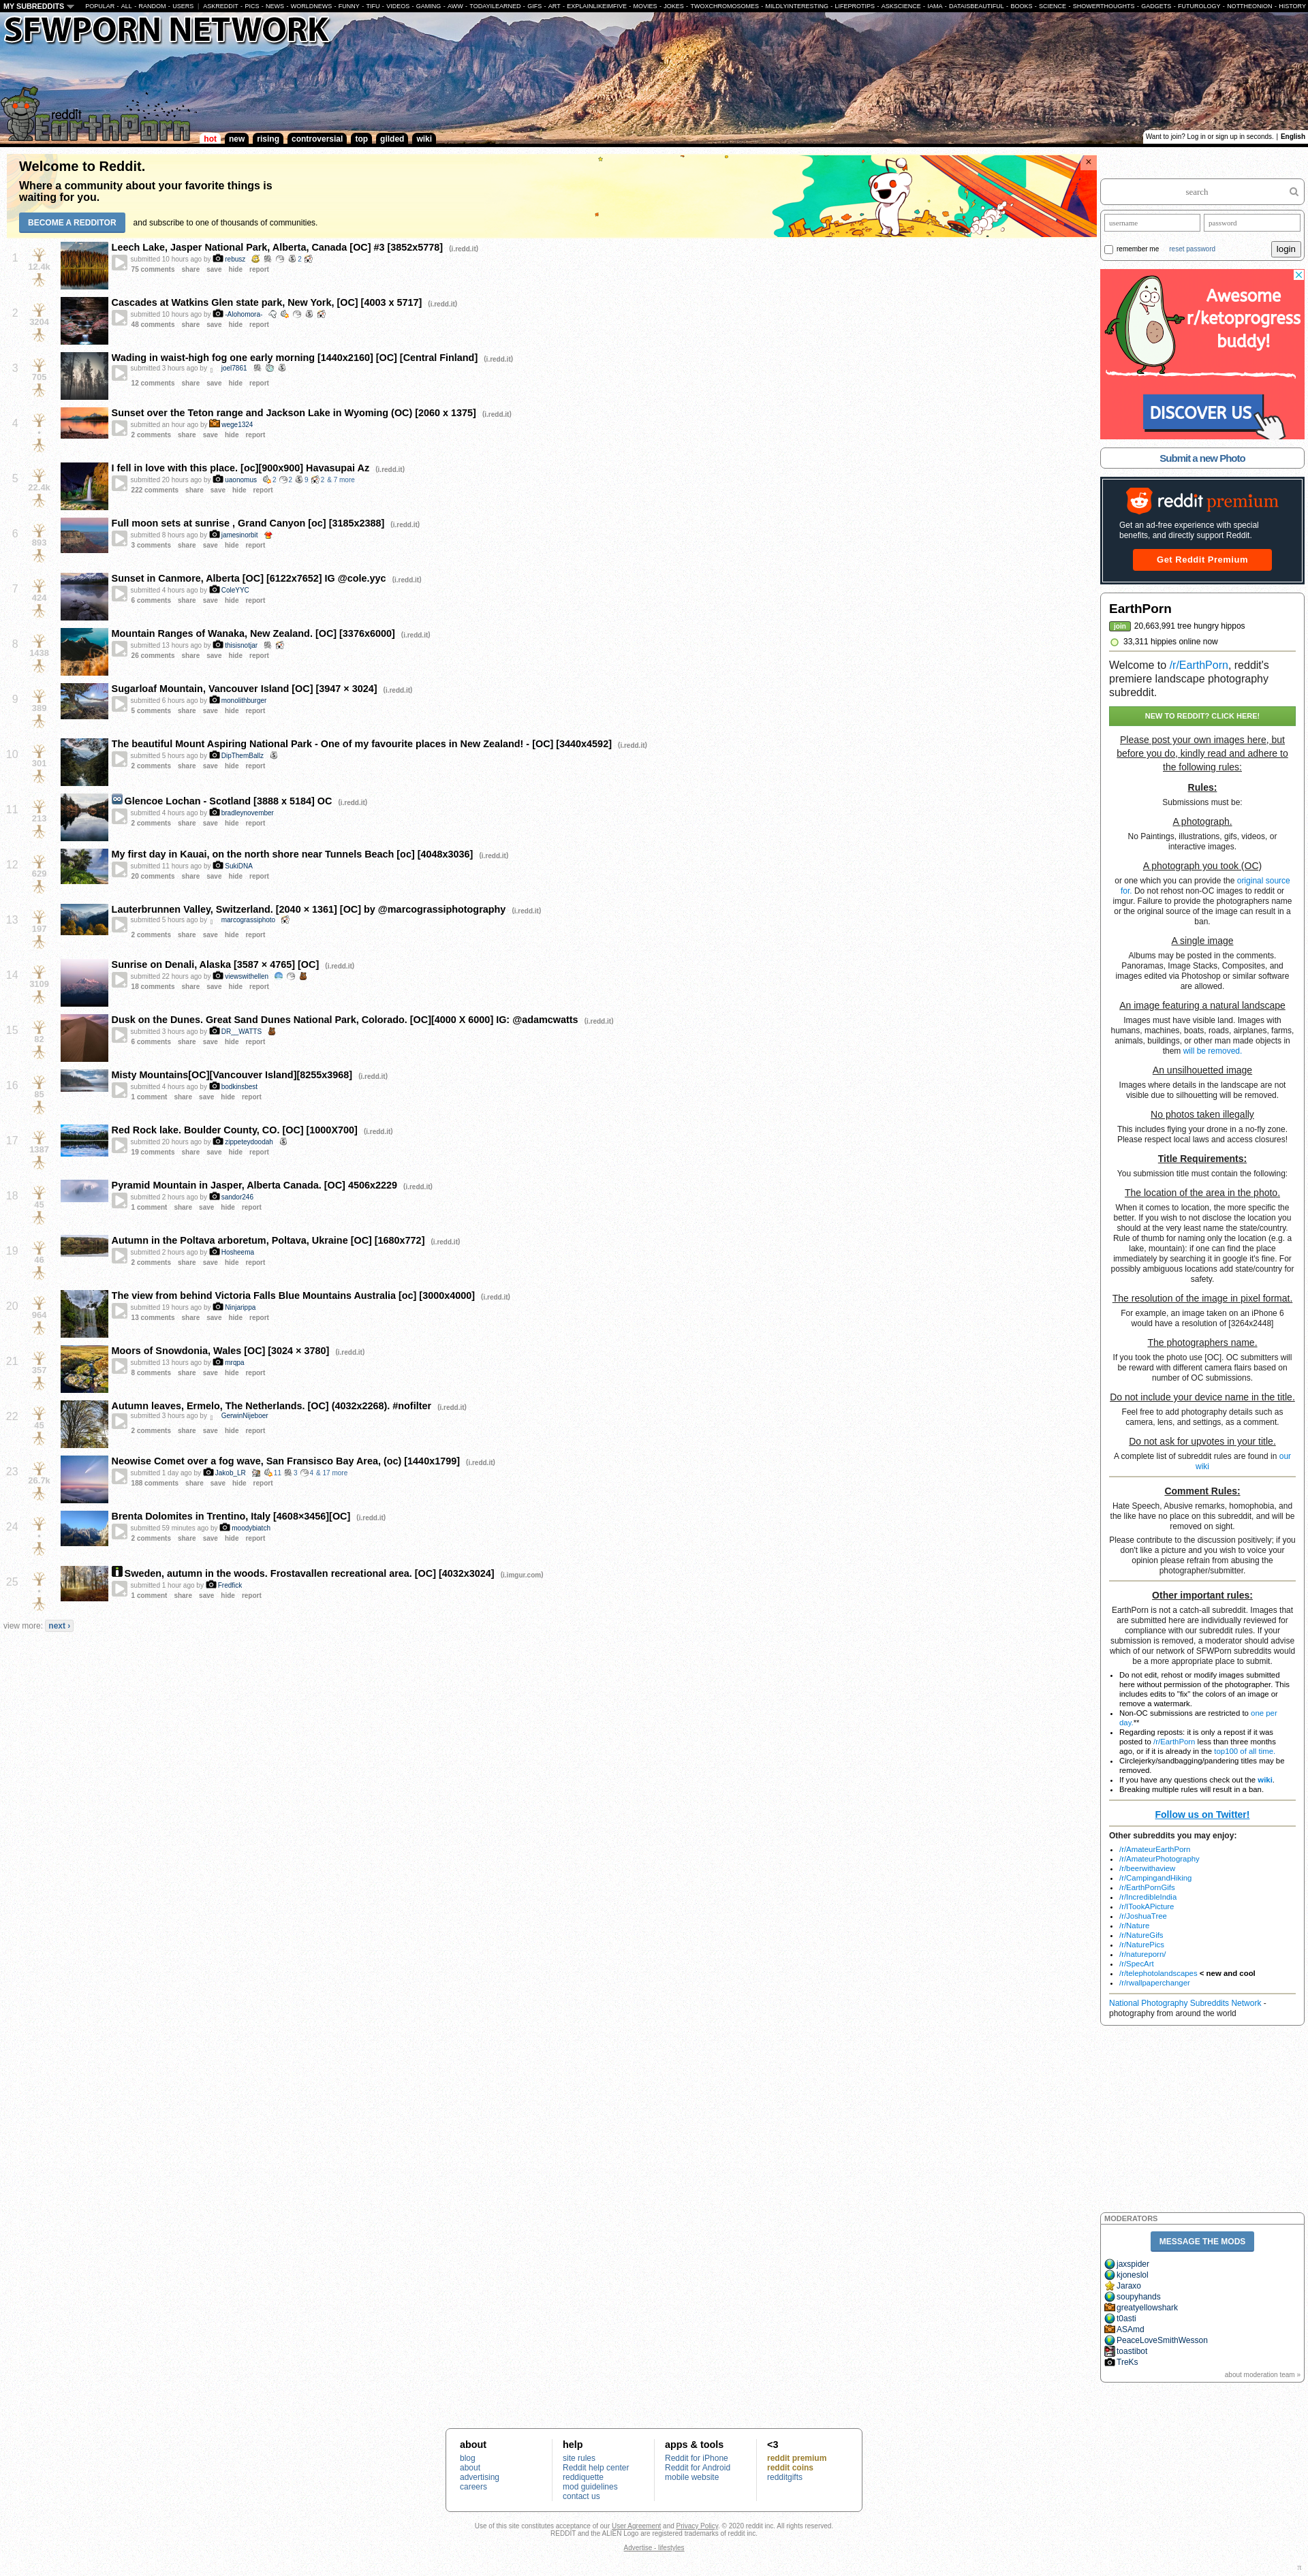 MY SUBREDDITS POPULAR - ALL - RANDOM - USERS | ASKREDDIT - PICS - NEWS - WORLDNEWS - FUNNY - TIFU - VIDEOS - GAMING - AWW - TODAYILEARNED - GIFS - ART - EXPLAINLIKEIMFIVE - MOVIES - JOKES - TWOXCHROMOSOMES - MILDLYINTERESTING - LIFEPROTIPS - ASKSCIENCE - IAMA - DATAISBEAUTIFUL - BOOKS - SCIENCE - SHOWERTHOUGHTS - GADGETS - FUTUROLOGY - NOTTHEONION - HISTORY
SFWPORN NETWORK
reddit
EarthPorn
hot new rising controversial top gilded wiki
Want to join? Log in or sign up in seconds. | English
Welcome to Reddit.
Where a community about your favorite things is
waiting for you.
BECOME A REDDITOR and subscribe to one of thousands of communities.
1
12.4k
Leech Lake, Jasper National Park, Alberta, Canada [OC] #3 [3852x5778] (i.redd.it)
submitted 10 hours ago by rebusz 2
75 comments share save hide report
2
3204
Cascades at Watkins Glen state park, New York, [OC] [4003 x 5717] (i.redd.it)
submitted 10 hours ago by -Alohomora-
48 comments share save hide report
3
705
Wading in waist-high fog one early morning [1440x2160] [OC] [Central Finland] (i.redd.it)
submitted 3 hours ago by joel7861
12 comments share save hide report
4
•
Sunset over the Teton range and Jackson Lake in Wyoming (OC) [2060 x 1375] (i.redd.it)
submitted an hour ago by wege1324
2 comments share save hide report
5
22.4k
I fell in love with this place. [oc][900x900] Havasupai Az (i.redd.it)
submitted 20 hours ago by uaonomus 2 2 9 2 & 7 more
222 comments share save hide report
6
893
Full moon sets at sunrise , Grand Canyon [oc] [3185x2388] (i.redd.it)
submitted 8 hours ago by jamesinorbit
3 comments share save hide report
7
424
Sunset in Canmore, Alberta [OC] [6122x7652] IG @cole.yyc (i.redd.it)
submitted 4 hours ago by ColeYYC
6 comments share save hide report
8
1438
Mountain Ranges of Wanaka, New Zealand. [OC] [3376x6000] (i.redd.it)
submitted 13 hours ago by thisisnotjar
26 comments share save hide report
9
389
Sugarloaf Mountain, Vancouver Island [OC] [3947 × 3024] (i.redd.it)
submitted 6 hours ago by monolithburger
5 comments share save hide report
10
301
The beautiful Mount Aspiring National Park - One of my favourite places in New Zealand! - [OC] [3440x4592] (i.redd.it)
submitted 5 hours ago by DipThemBallz
2 comments share save hide report
11
213
Glencoe Lochan - Scotland [3888 x 5184] OC (i.redd.it)
submitted 4 hours ago by bradleynovember
2 comments share save hide report
12
629
My first day in Kauai, on the north shore near Tunnels Beach [oc] [4048x3036] (i.redd.it)
submitted 11 hours ago by SukiDNA
20 comments share save hide report
13
197
Lauterbrunnen Valley, Switzerland. [2040 × 1361] [OC] by @marcograssiphotography (i.redd.it)
submitted 5 hours ago by marcograssiphoto
2 comments share save hide report
14
3109
Sunrise on Denali, Alaska [3587 × 4765] [OC] (i.redd.it)
submitted 22 hours ago by viewswithellen
18 comments share save hide report
15
82
Dusk on the Dunes. Great Sand Dunes National Park, Colorado. [OC][4000 X 6000] IG: @adamcwatts (i.redd.it)
submitted 3 hours ago by DR__WATTS
6 comments share save hide report
16
85
Misty Mountains[OC][Vancouver Island][8255x3968] (i.redd.it)
submitted 4 hours ago by bodkinsbest
1 comment share save hide report
17
1387
Red Rock lake. Boulder County, CO. [OC] [1000X700] (i.redd.it)
submitted 20 hours ago by zippeteydoodah
19 comments share save hide report
18
45
Pyramid Mountain in Jasper, Alberta Canada. [OC] 4506x2229 (i.redd.it)
submitted 2 hours ago by sandor246
1 comment share save hide report
19
46
Autumn in the Poltava arboretum, Poltava, Ukraine [OC] [1680x772] (i.redd.it)
submitted 2 hours ago by Hosheema
2 comments share save hide report
20
964
The view from behind Victoria Falls Blue Mountains Australia [oc] [3000x4000] (i.redd.it)
submitted 19 hours ago by Ninjarippa
13 comments share save hide report
21
357
Moors of Snowdonia, Wales [OC] [3024 × 3780] (i.redd.it)
submitted 13 hours ago by mrqpa
8 comments share save hide report
22
45
Autumn leaves, Ermelo, The Netherlands. [OC] (4032x2268). #nofilter (i.redd.it)
submitted 3 hours ago by GerwinNijeboer
2 comments share save hide report
23
26.7k
Neowise Comet over a fog wave, San Fransisco Bay Area, (oc) [1440x1799] (i.redd.it)
submitted 1 day ago by Jakob_LR 11 3 4 & 17 more
188 comments share save hide report
24
•
Brenta Dolomites in Trentino, Italy [4608×3456][OC] (i.redd.it)
submitted 59 minutes ago by moodybiatch
2 comments share save hide report
25
•
Sweden, autumn in the woods. Frostavallen recreational area. [OC] [4032x3024] (i.imgur.com)
submitted 1 hour ago by Fredfick
1 comment share save hide report
view more: next ›
search
username password
remember me reset password login
Awesome
r/ketoprogress
buddy!
DISCOVER US
Submit a new Photo
reddit premium
Get an ad-free experience with special
benefits, and directly support Reddit.
Get Reddit Premium
EarthPorn
join 20,663,991 tree hungry hippos
33,311 hippies online now
Welcome to /r/EarthPorn, reddit's
premiere landscape photography
subreddit.
NEW TO REDDIT? CLICK HERE!
Please post your own images here, but
before you do, kindly read and adhere to
the following rules:
Rules:
Submissions must be:
A photograph.
No Paintings, illustrations, gifs, videos, or
interactive images.
A photograph you took (OC)
or one which you can provide the original source
for. Do not rehost non-OC images to reddit or
imgur. Failure to provide the photographers name
or the original source of the image can result in a
ban.
A single image
Albums may be posted in the comments.
Panoramas, Image Stacks, Composites, and
images edited via Photoshop or similar software
are allowed.
An image featuring a natural landscape
Images must have visible land. Images with
humans, machines, boats, roads, airplanes, farms,
animals, buildings, or other man made objects in
them will be removed.
An unsilhouetted image
Images where details in the landscape are not
visible due to silhouetting will be removed.
No photos taken illegally
This includes flying your drone in a no-fly zone.
Please respect local laws and access closures!
Title Requirements:
You submission title must contain the following:
The location of the area in the photo.
When it comes to location, the more specific the
better. If you wish to not disclose the location you
should at the very least name the state/country.
Rule of thumb for naming only the location (e.g. a
lake, mountain): if one can find the place
immediately by searching it in google it's fine. For
possibly ambiguous locations add state/country for
safety.
The resolution of the image in pixel format.
For example, an image taken on an iPhone 6
would have a resolution of [3264x2448]
The photographers name.
If you took the photo use [OC]. OC submitters will
be reward with different camera flairs based on
number of OC submissions.
Do not include your device name in the title.
Feel free to add photography details such as
camera, lens, and settings, as a comment.
Do not ask for upvotes in your title.
A complete list of subreddit rules are found in our
wiki
Comment Rules:
Hate Speech, Abusive remarks, homophobia, and
the like have no place on this subreddit, and will be
removed on sight.
Please contribute to the discussion positively; if you
don't like a picture and you wish to voice your
opinion please refrain from abusing the
photographer/submitter.
Other important rules:
EarthPorn is not a catch-all subreddit. Images that
are submitted here are individually reviewed for
compliance with our subreddit rules. If your
submission is removed, a moderator should advise
which of our network of SFWPorn subreddits would
be a more appropriate place to submit.
• Do not edit, rehost or modify images submitted
here without permission of the photographer. This
includes edits to "fix" the colors of an image or
remove a watermark.
• Non-OC submissions are restricted to one per
day.**
• Regarding reposts: it is only a repost if it was
posted to /r/EarthPorn less than three months
ago, or if it is already in the top100 of all time.
• Circlejerky/sandbagging/pandering titles may be
removed.
• If you have any questions check out the wiki.
• Breaking multiple rules will result in a ban.
Follow us on Twitter!
Other subreddits you may enjoy:
• /r/AmateurEarthPorn
• /r/AmateurPhotography
• /r/beerwithaview
• /r/CampingandHiking
• /r/EarthPornGifs
• /r/IncredibleIndia
• /r/ITookAPicture
• /r/JoshuaTree
• /r/Nature
• /r/NatureGifs
• /r/NaturePics
• /r/natureporn/
• /r/SpecArt
• /r/telephotolandscapes < new and cool
• /r/rwallpaperchanger
National Photography Subreddits Network -
photography from around the world
MODERATORS
MESSAGE THE MODS
jaxspider
kjoneslol
Jaraxo
soupyhands
greatyellowshark
t0asti
ASAmd
PeaceLoveSmithWesson
toastibot
TreKs
about moderation team »
about
blog
about
advertising
careers
help
site rules
Reddit help center
reddiquette
mod guidelines
contact us
apps & tools
Reddit for iPhone
Reddit for Android
mobile website
<3
reddit premium
reddit coins
redditgifts
Use of this site constitutes acceptance of our User Agreement and Privacy Policy. © 2020 reddit inc. All rights reserved.
REDDIT and the ALIEN Logo are registered trademarks of reddit inc.
Advertise - lifestyles
π